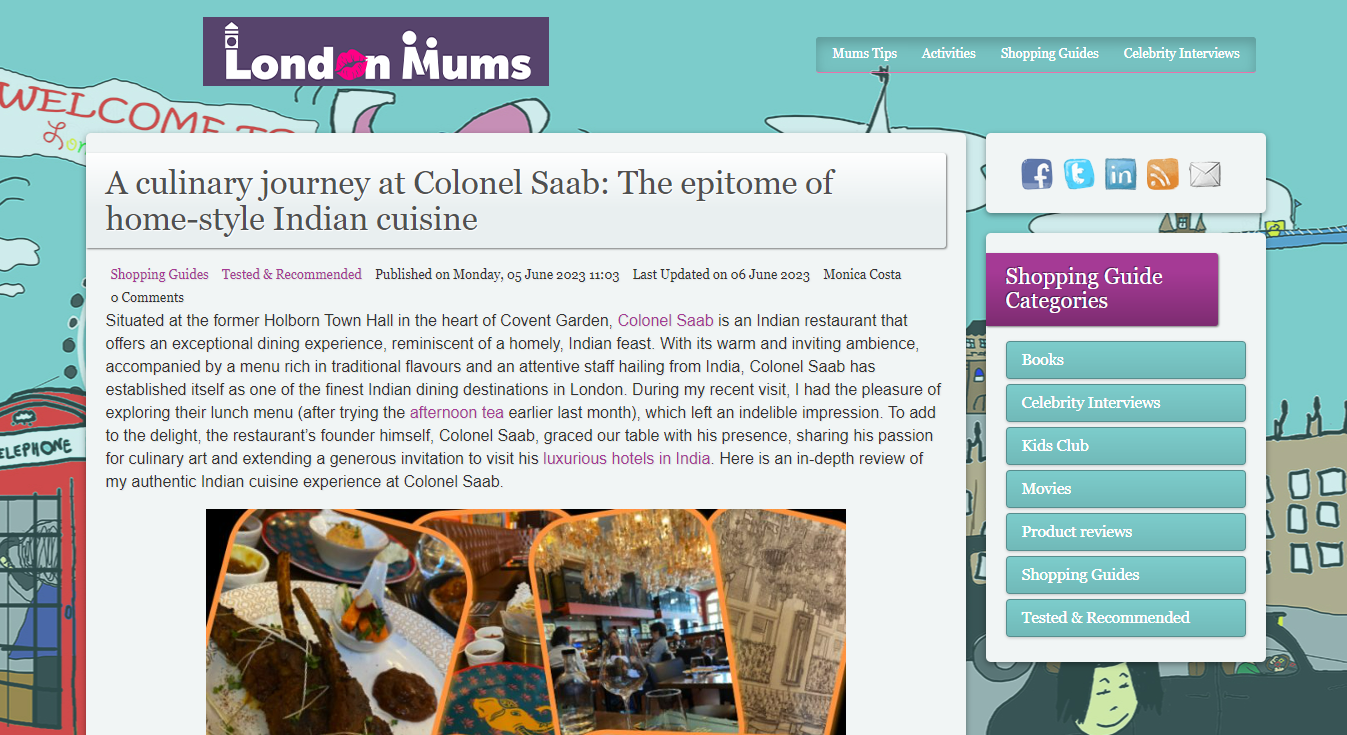 London Mums
Mums Tips Activities Shopping Guides Celebrity Interviews
WELCOME TO
A culinary journey at Colonel Saab: The epitome of
home-style Indian cuisine
Shopping Guides Tested & Recommended Published on Monday, 05 June 2023 11:03 Last Updated on 06 June 2023 Monica Costa
0 Comments
Situated at the former Holborn Town Hall in the heart of Covent Garden, Colonel Saab is an Indian restaurant that
offers an exceptional dining experience, reminiscent of a homely, Indian feast. With its warm and inviting ambience,
accompanied by a menu rich in traditional flavours and an attentive staff hailing from India, Colonel Saab has
established itself as one of the finest Indian dining destinations in London. During my recent visit, I had the pleasure of
exploring their lunch menu (after trying the afternoon tea earlier last month), which left an indelible impression. To add
to the delight, the restaurant’s founder himself, Colonel Saab, graced our table with his presence, sharing his passion
for culinary art and extending a generous invitation to visit his luxurious hotels in India. Here is an in-depth review of
my authentic Indian cuisine experience at Colonel Saab.
Shopping Guide
Categories
Books
Celebrity Interviews
Kids Club
Movies
Product reviews
Shopping Guides
Tested & Recommended
ELEPHONE